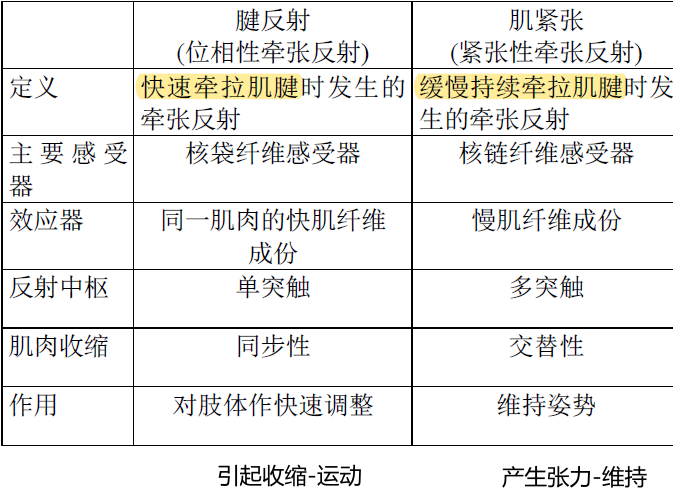 腱反射
(位相性牵张反射)
肌紧张
(紧张性牵张反射)
定义
快速牵拉肌腱时发生的
牵张反射
缓慢持续牵拉肌腱时发
生的牵张反射
主要感受
器
核袋纤维感受器
核链纤维感受器
效应器
同一肌肉的快肌纤维
成份
慢肌纤维成份
反射中枢
单突触
多突触
肌肉收缩
同步性
交替性
作用
对肢体作快速调整
维持姿势
引起收缩-运动
产生张力-维持